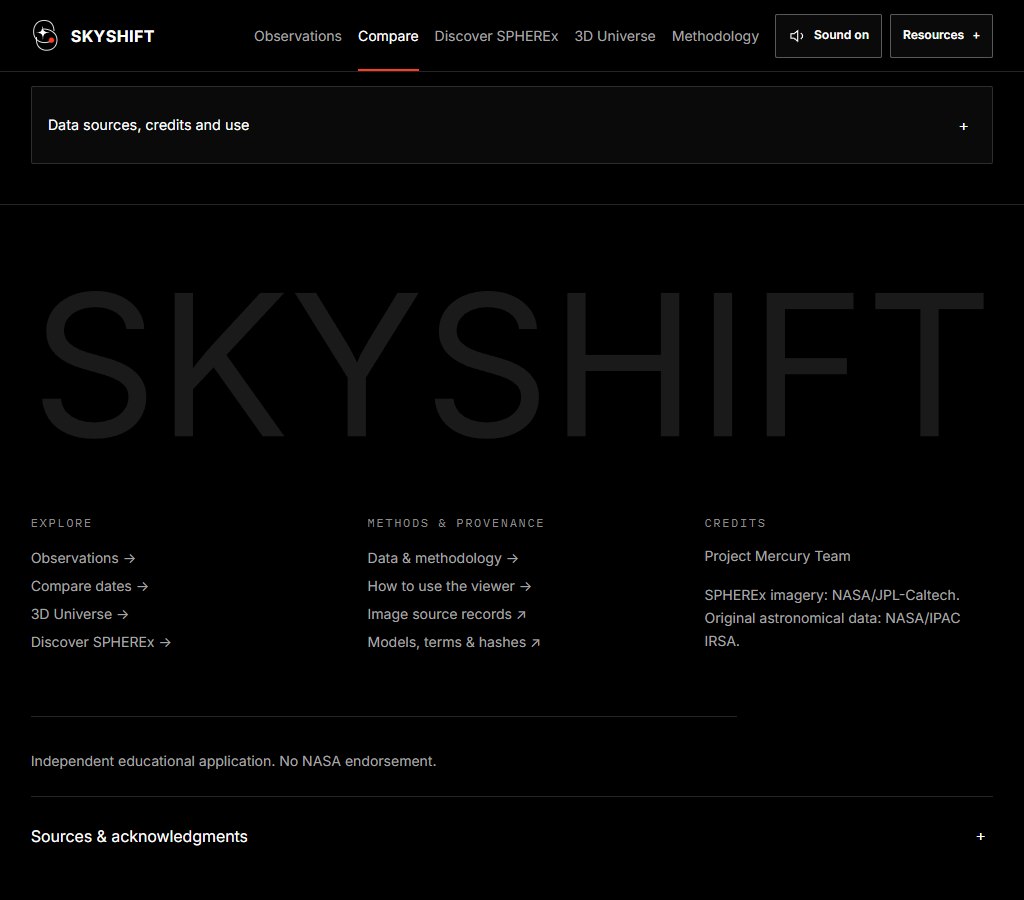 SKYSHIFT
Observations
Compare
Discover SPHEREx
3D Universe
Methodology
Sound on
Resources +
Data sources, credits and use +
SKYSHIFT
EXPLORE
Observations →
Compare dates →
3D Universe →
Discover SPHEREx →
METHODS & PROVENANCE
Data & methodology →
How to use the viewer →
Image source records ↗
Models, terms & hashes ↗
CREDITS
Project Mercury Team
SPHEREx imagery: NASA/JPL-Caltech.
Original astronomical data: NASA/IPAC
IRSA.
Independent educational application. No NASA endorsement.
Sources & acknowledgments +